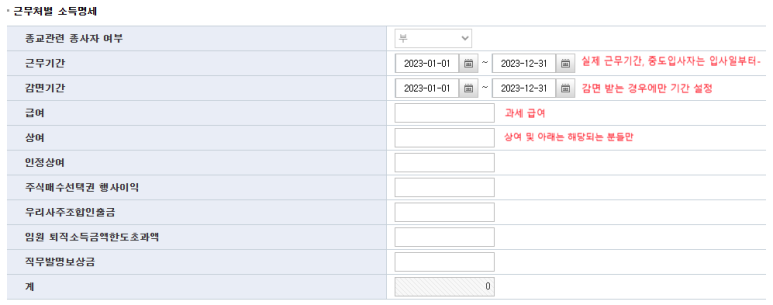 · 근무처별 소득명세
종교관련 종사자 여부 부
근무기간 2023-01-01 ~ 2023-12-31 실제 근무기간, 중도입사자는 입사일부터-
감면기간 2023-01-01 ~ 2023-12-31 감면 받는 경우에만 기간 설정
급여 과세 급여
상여 상여 및 아래는 해당되는 분들만
인정상여
주식매수선택권 행사이익
우리사주조합인출금
임원 퇴직소득금액한도초과액
직무발명보상금
계 0